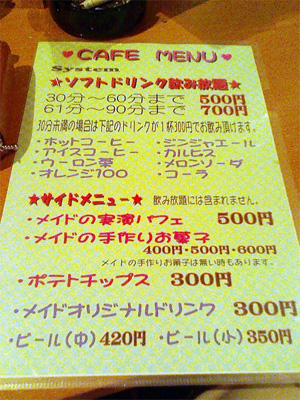 ♥CAFE MENU♥
System
★ソフトドリンク飲み放題★
30分～60分まで 500円
61分～90分まで 700円
30分未満の場合は下記のドリンクが1杯300円でお飲み頂けます。
・ホットコーヒー ・ジンジャエール
・アイスコーヒー ・カルピス
・ウーロン茶 ・メロンソーダ
・オレンジ100 ・コーラ
★サイドメニュー★ 飲み放題には含まれません。
・メイドの実演パフェ 500円
・メイドの手作りお菓子
400円・500円・600円
メイドの手作りお菓子は無い時もあります。
・ポテトチップス 300円
・メイドオリジナルドリンク 300円
・ビール(中) 420円 ・ビール(小) 350円